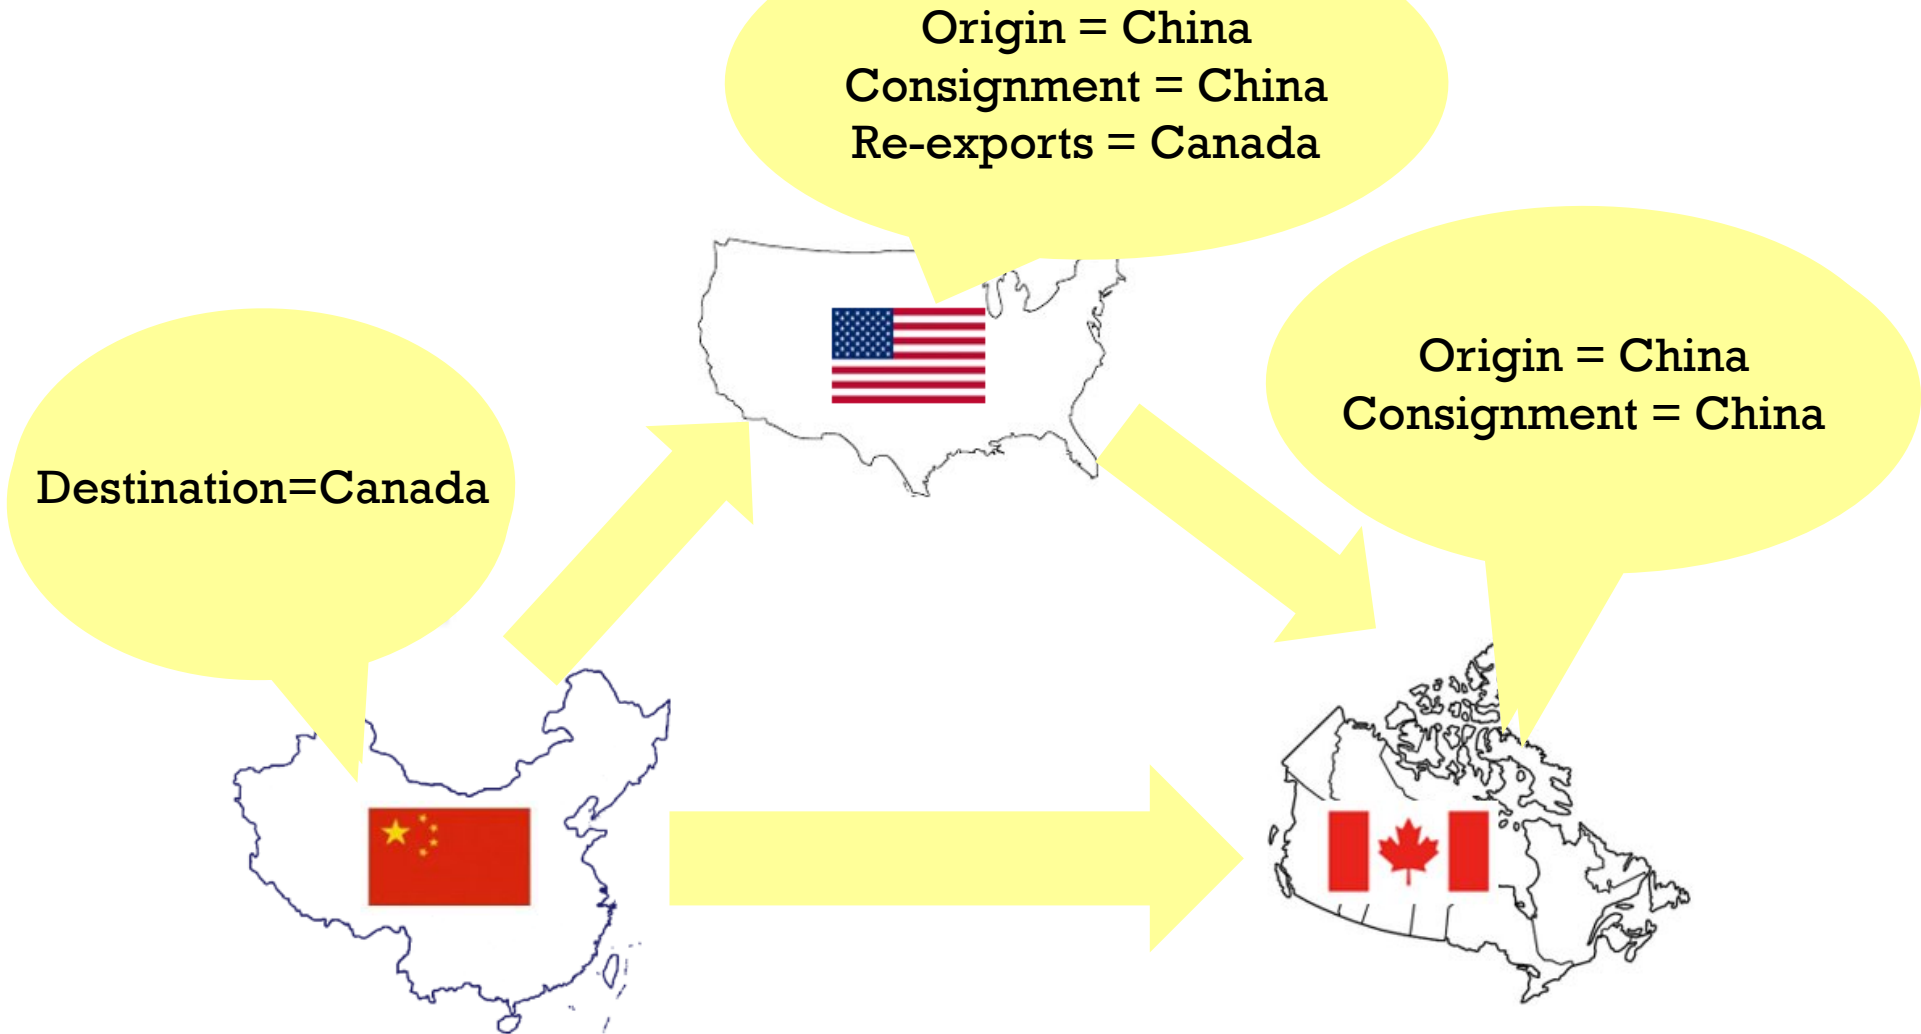 Origin = China
Consignment = China
Re-exports = Canada
Origin = China
Consignment = China
Destination=Canada